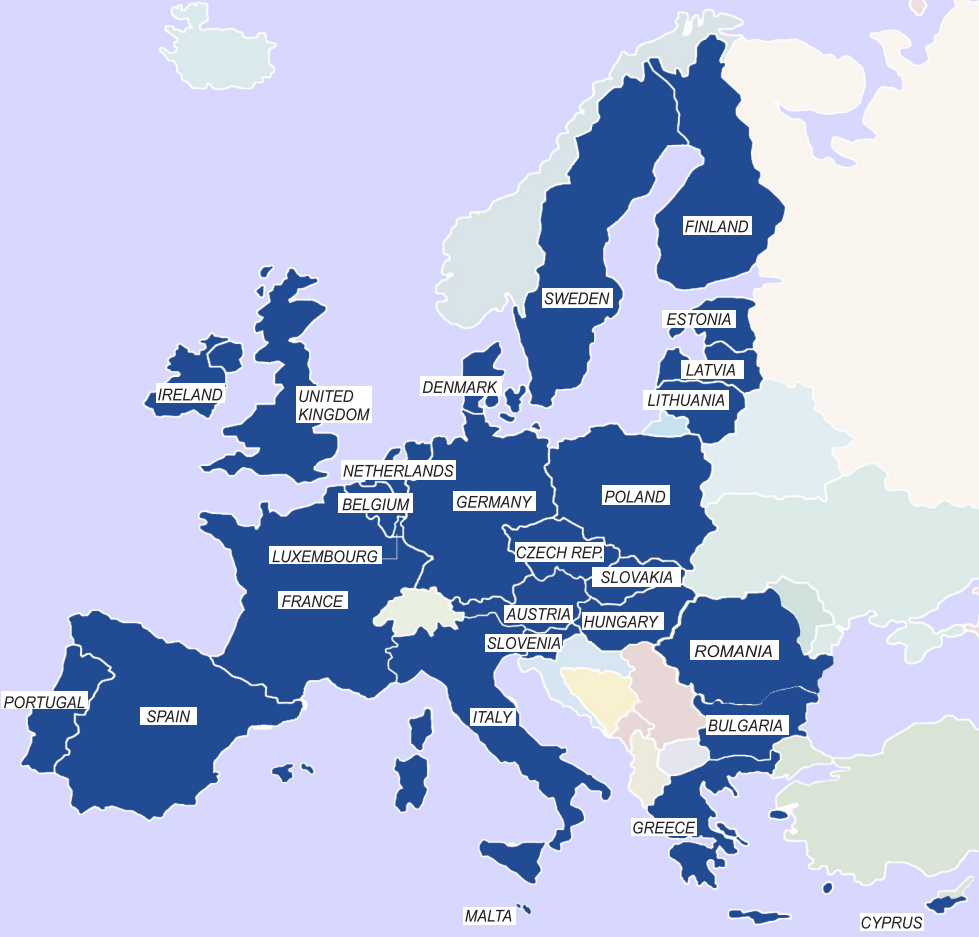 FINLAND
SWEDEN
ESTONIA
LATVIA
DENMARK
LITHUANIA
IRELAND
UNITED
KINGDOM
NETHERLANDS
BELGIUM
GERMANY
POLAND
LUXEMBOURG
CZECH REP.
SLOVAKIA
FRANCE
AUSTRIA
HUNGARY
SLOVENIA
ROMANIA
PORTUGAL
SPAIN
ITALY
BULGARIA
GREECE
MALTA
CYPRUS